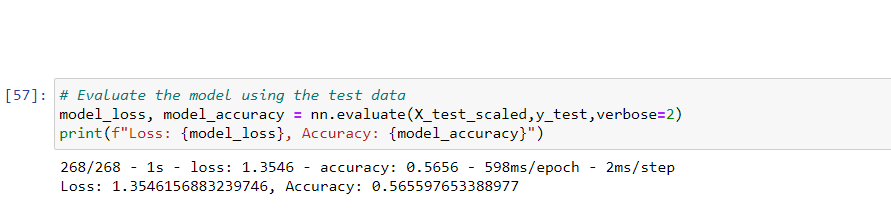 [57]: # Evaluate the model using the test data
model_loss, model_accuracy = nn.evaluate(X_test_scaled,y_test,verbose=2)
print(f"Loss: {model_loss}, Accuracy: {model_accuracy}")
268/268 - 1s - loss: 1.3546 - accuracy: 0.5656 - 598ms/epoch - 2ms/step
Loss: 1.3546156883239746, Accuracy: 0.565597653388977